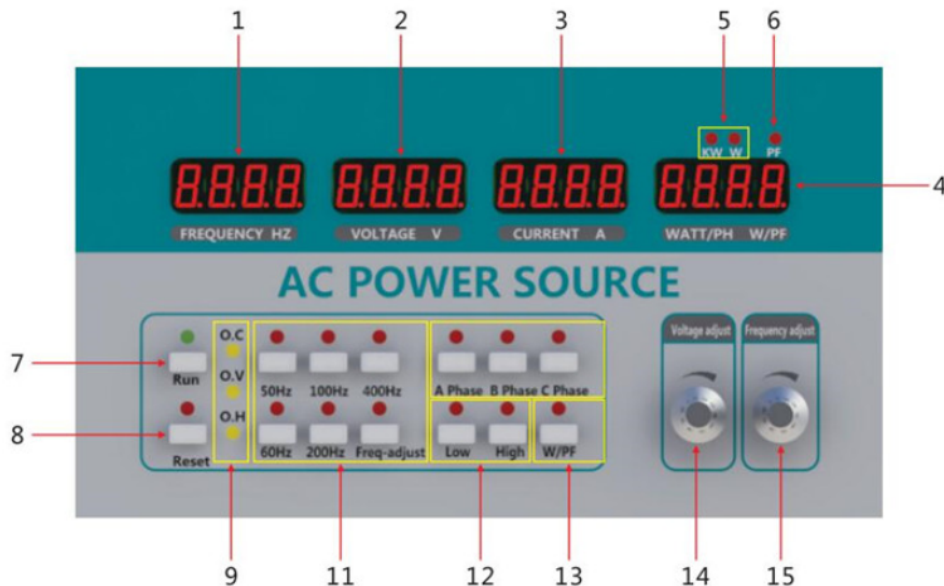 1 2 3 5 6
KW W PF
8.8.8.8 8.8.8.8 8.8.8.8 8.8.8.8 4
FREQUENCY HZ VOLTAGE V CURRENT A WATT/PH W/PF
AC POWER SOURCE
Voltage adjust Frequency adjust
O.C
7
Run
50Hz 100Hz 400Hz A Phase B Phase C Phase
O.V
O.H
8
Reset
60Hz 200Hz Freq-adjust Low High W/PF
9 11 12 13 14 15